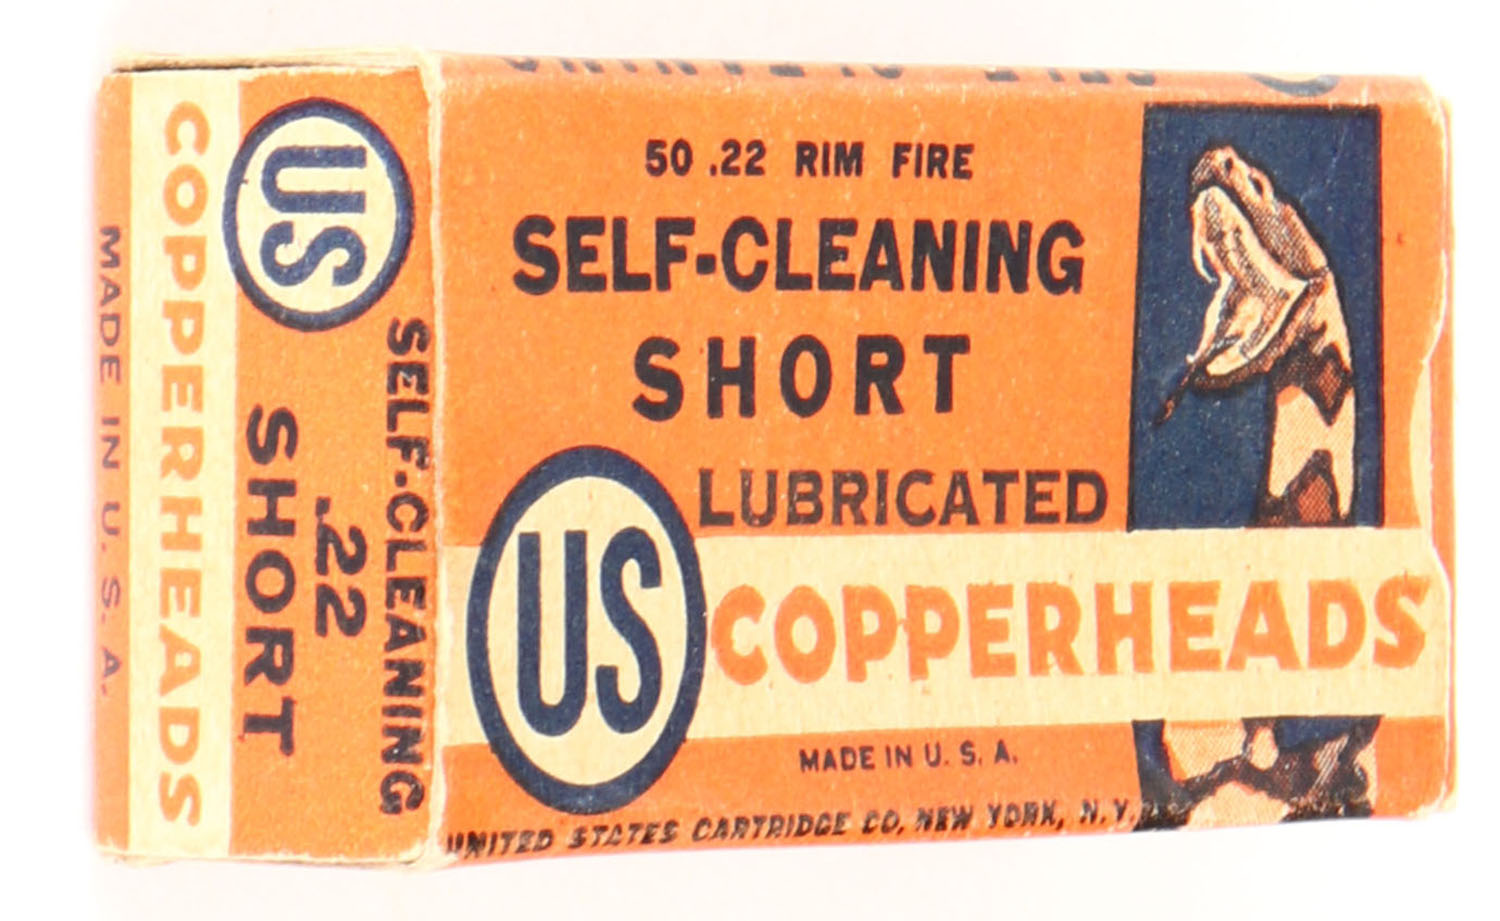 50 .22 RIM FIRE
SELF-CLEANING
SHORT
LUBRICATED
US
COPPERHEADS
MADE IN U. S. A.
UNITED STATES CARTRIDGE CO. NEW YORK, N. Y.
US
SELF-CLEANING
.22
SHORT
COPPERHEADS
MADE IN U. S. A.